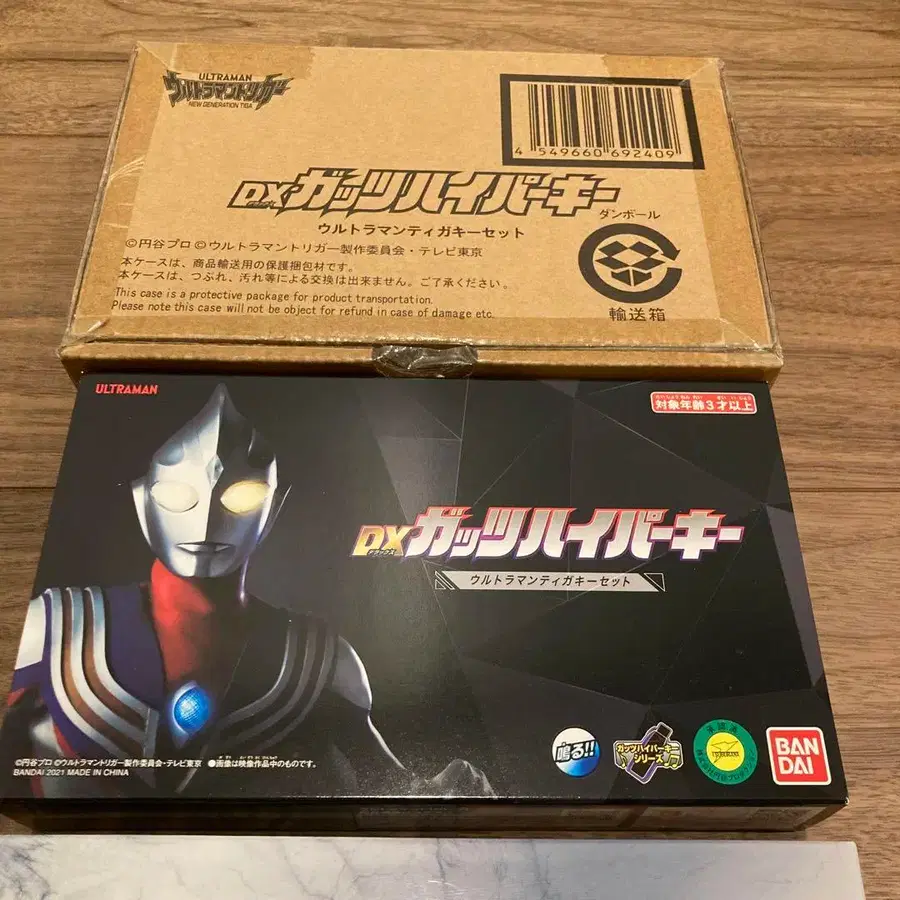 ULTRAMAN
ウルトラマントリガー
NEW GENERATION TIGA
4 549660 692409
DXガッツハイパーキー
デラックス
ダンボール
ウルトラマンティガキーセット
©円谷プロ ©ウルトラマントリガー製作委員会・テレビ東京
本ケースは、商品輸送用の保護梱包材です。
本ケースは、つぶれ、汚れ等による交換は出来ません。ご了承ください。
This case is a protective package for product transportation.
Please note this case will not be object for refund in case of damage etc.
輸送箱
ULTRAMAN
対象年齢3才以上
DXガッツハイパーキー
デラックス
ウルトラマンティガキーセット
鳴る!!
ガッツハイパーキー
シリーズ
BAN
DAI
©円谷プロ ©ウルトラマントリガー製作委員会・テレビ東京 ●画像は映像作品中のものです。
BANDAI 2021 MADE IN CHINA